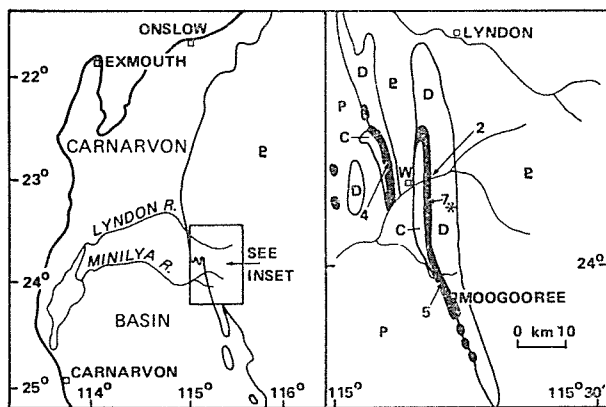 ONSLOW
22°
EXMOUTH
CARNARVON
P
23°
LYNDON R.
MINILYA R.
SEE
INSET
24°
BASIN
CARNARVON
25°
114°
115°
116°
LYNDON
D
P
P
D
C
2
W
P
D
4
7*
C
D
24°
MOOGOOREE
5
P
0 km 10
115°
115°30'